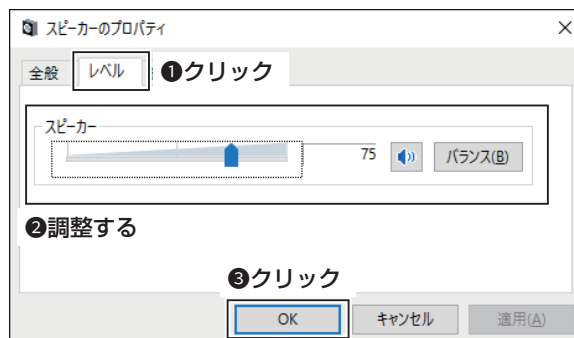 スピーカーのプロパティ
全般 レベル ❶クリック
スピーカー
75 バランス(B)
❷調整する
❸クリック
OK キャンセル 適用(A)